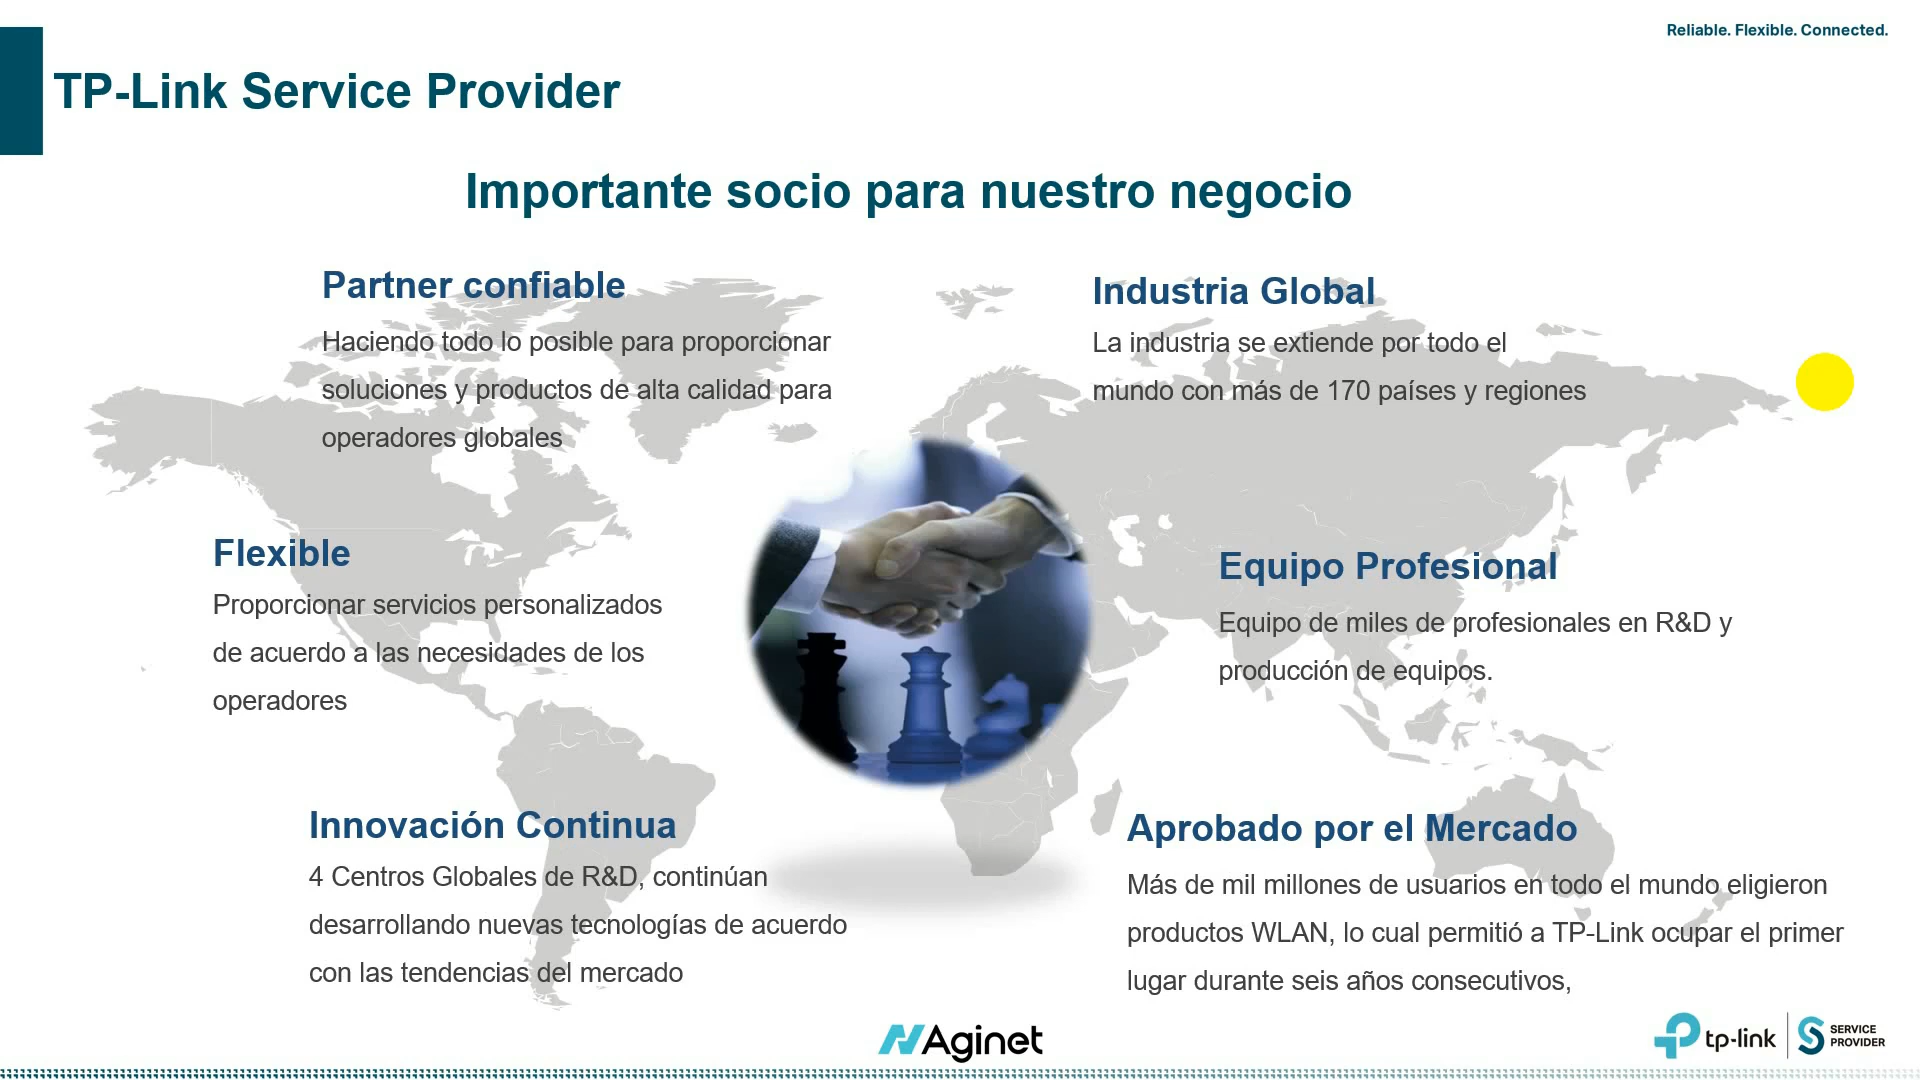 Reliable. Flexible. Connected.
TP-Link Service Provider
Importante socio para nuestro negocio
Partner confiable
Haciendo todo lo posible para proporcionar
soluciones y productos de alta calidad para
operadores globales
Industria Global
La industria se extiende por todo el
mundo con más de 170 países y regiones
Flexible
Proporcionar servicios personalizados
de acuerdo a las necesidades de los
operadores
Equipo Profesional
Equipo de miles de profesionales en R&D y
producción de equipos.
Innovación Continua
4 Centros Globales de R&D, continúan
desarrollando nuevas tecnologías de acuerdo
con las tendencias del mercado
Aprobado por el Mercado
Más de mil millones de usuarios en todo el mundo eligieron
productos WLAN, lo cual permitió a TP-Link ocupar el primer
lugar durante seis años consecutivos,
Aginet
tp-link
SERVICE
PROVIDER